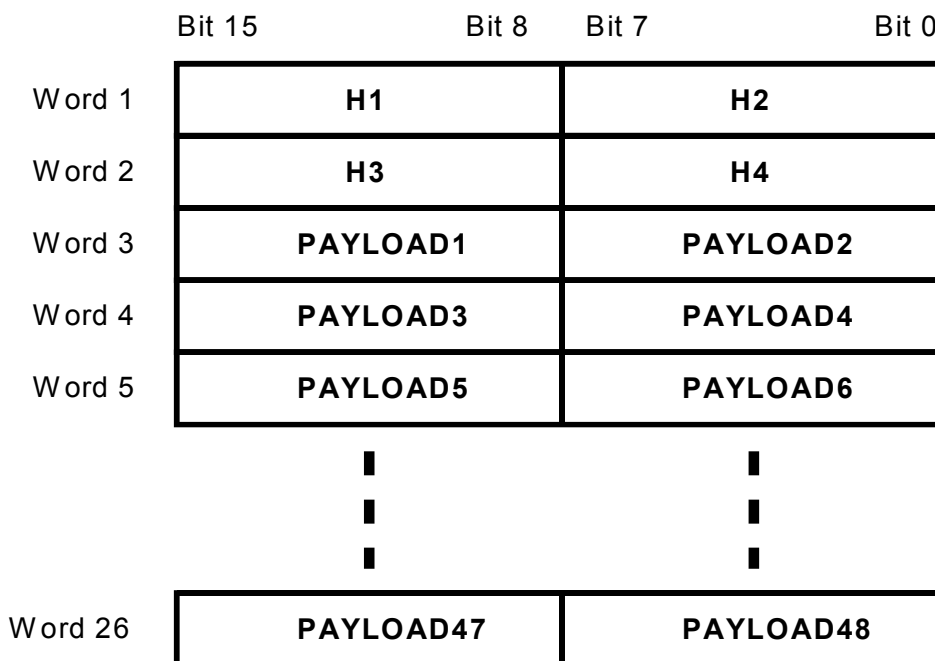 Bit 15 Bit 8 Bit 7 Bit 0
Word 1 H1 H2
Word 2 H3 H4
Word 3 PAYLOAD1 PAYLOAD2
Word 4 PAYLOAD3 PAYLOAD4
Word 5 PAYLOAD5 PAYLOAD6
Word 26 PAYLOAD47 PAYLOAD48